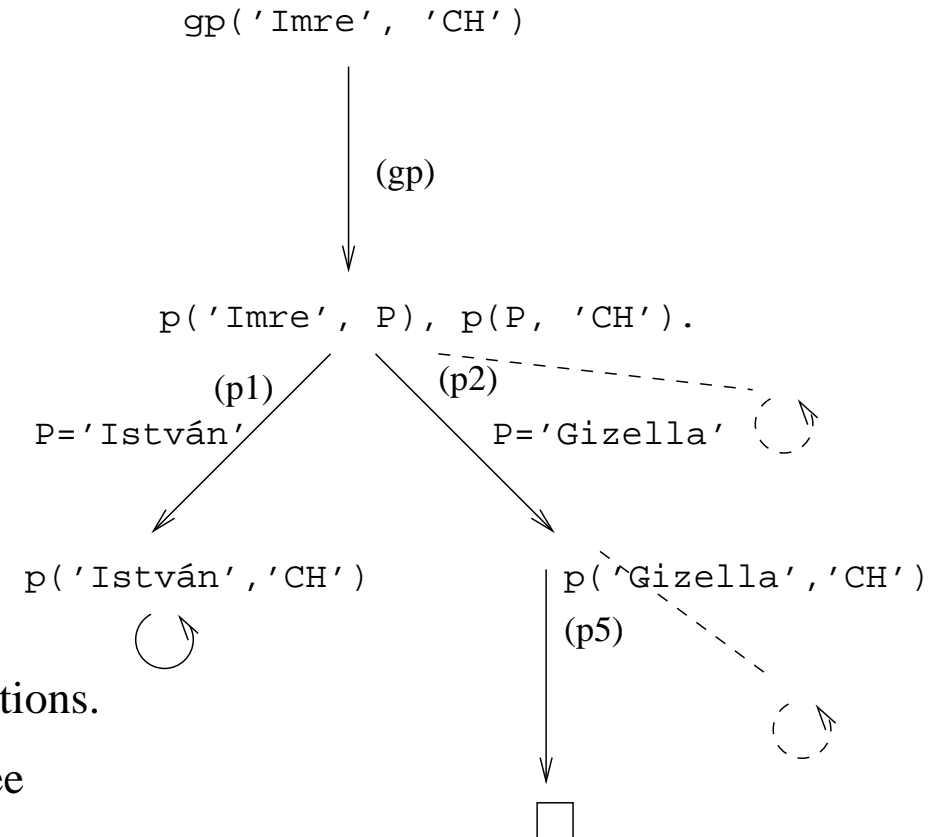 gp('Imre', 'CH')
(gp)
p('Imre', P), p(P, 'CH').
(p1) (p2)
P='István' P='Gizella'
p('István','CH') p('Gizella','CH')
(p5)
tions.
ee